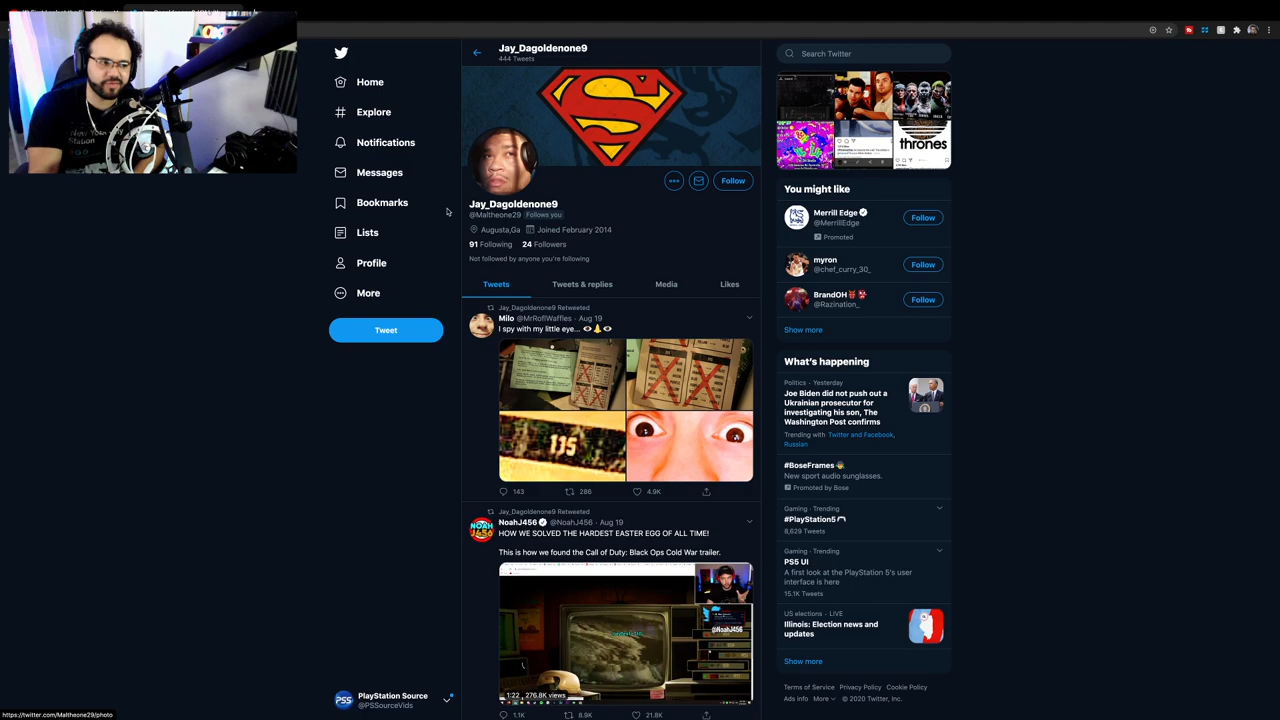 New York City
Station
Home
Explore
Notifications
Messages
Bookmarks
Lists
Profile
More
Tweet
PlayStation Source
@PSSourceVids
https://twitter.com/Maltheone29/photo
Jay_Dagoldenone9
444 Tweets
Follow
Jay_Dagoldenone9
@Maltheone29 Follows you
Augusta,Ga Joined February 2014
91 Following 24 Followers
Not followed by anyone you're following
Tweets Tweets & replies Media Likes
Jay_Dagoldenone9 Retweeted
Milo @MrRoflWaffles · Aug 19
I spy with my little eye... 👁👃👁
115
143 286 4.9K
Jay_Dagoldenone9 Retweeted
NOAH
J456
NoahJ456 @NoahJ456 · Aug 19
HOW WE SOLVED THE HARDEST EASTER EGG OF ALL TIME!
This is how we found the Call of Duty: Black Ops Cold War trailer.
@NoahJ456
1:22 276.8K views
1.1K 8.9K 21.8K
Search Twitter
thrones
You might like
Merrill Edge
@MerrillEdge
Promoted
Follow
myron
@chef_curry_30_
Follow
BrandOH👹👺
@Razination_
Follow
Show more
What's happening
Politics · Yesterday
Joe Biden did not push out a
Ukrainian prosecutor for
investigating his son, The
Washington Post confirms
Trending with Twitter and Facebook,
Russian
#BoseFrames
New sport audio sunglasses.
Promoted by Bose
Gaming · Trending
#PlayStation5🎮
8,629 Tweets
Gaming · Trending
PS5 UI
A first look at the PlayStation 5's user
interface is here
15.1K Tweets
US elections · LIVE
Illinois: Election news and
updates
Show more
Terms of Service Privacy Policy Cookie Policy
Ads info More © 2020 Twitter, Inc.